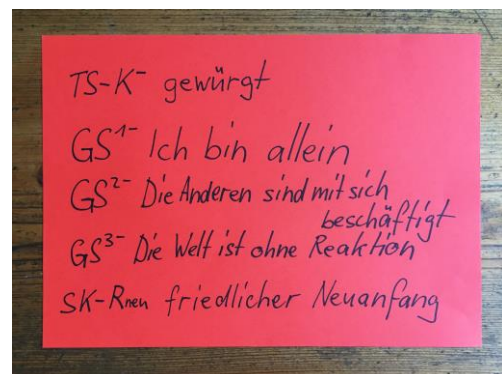 TS-K⁻ gewürgt
GS¹⁻ Ich bin allein
GS²⁻ Die Anderen sind mit sich
beschäftigt
GS³⁻ Die Welt ist ohne Reaktion
SK-Rneu friedlicher Neuanfang